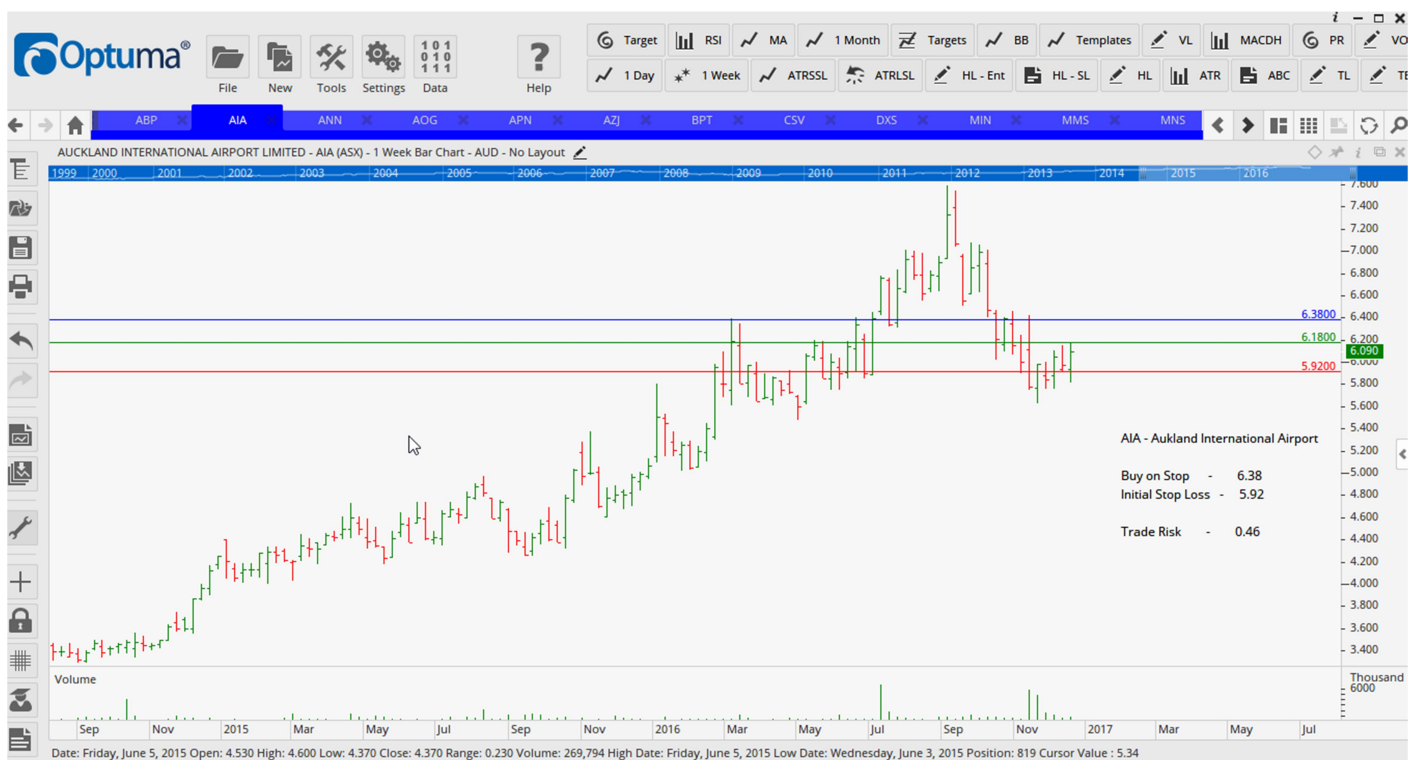 Optuma®
File
New
Tools
Settings
101
010
111
Data
?
Help
Target
RSI
MA
1 Month
Targets
BB
Templates
VL
MACDH
PR
VO
1 Day
1 Week
ATRSSL
ATRLSL
HL - Ent
HL - SL
HL
ATR
ABC
TL
TE
ABP
AIA
ANN
AOG
APN
AZJ
BPT
CSV
DXS
MIN
MMS
MNS
AUCKLAND INTERNATIONAL AIRPORT LIMITED - AIA (ASX) - 1 Week Bar Chart - AUD - No Layout
1999 2000 2001 2002 2003 2004 2005 2006 2007 2008 2009 2010 2011 2012 2013 2014 2015 2016
7.600
7.400
7.200
7.000
6.800
6.600
6.3800
6.400
6.1800
6.200
6.090
6.000
5.9200
5.800
5.600
5.400
5.200
5.000
4.800
4.600
4.400
4.200
4.000
3.800
3.600
3.400
AIA - Aukland International Airport
Buy on Stop - 6.38
Initial Stop Loss - 5.92
Trade Risk - 0.46
Volume
Thousand
6000
Sep Nov 2015 Mar May Jul Sep Nov 2016 Mar May Jul Sep Nov 2017 Mar May Jul
Date: Friday, June 5, 2015 Open: 4.530 High: 4.600 Low: 4.370 Close: 4.370 Range: 0.230 Volume: 269,794 High Date: Friday, June 5, 2015 Low Date: Wednesday, June 3, 2015 Position: 819 Cursor Value : 5.34